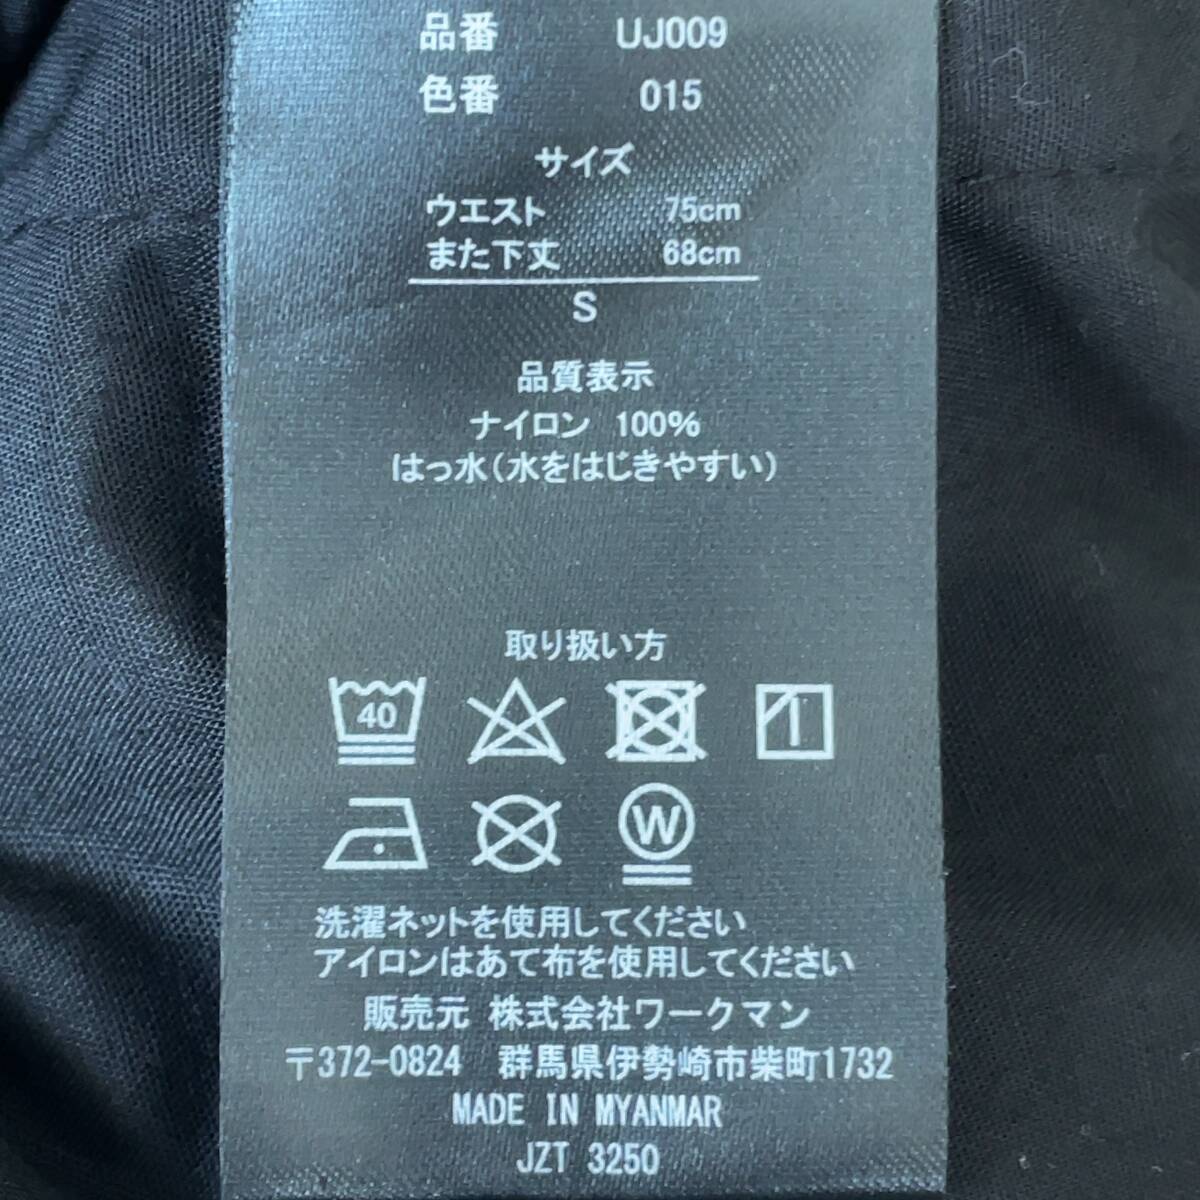 品番 UJ009
色番 015
サイズ
ウエスト 75cm
また下丈 68cm
S
品質表示
ナイロン 100%
はっ水(水をはじきやすい)
取り扱い方
40
W
洗濯ネットを使用してください
アイロンはあて布を使用してください
販売元 株式会社ワークマン
〒372-0824 群馬県伊勢崎市柴町1732
MADE IN MYANMAR
JZT 3250